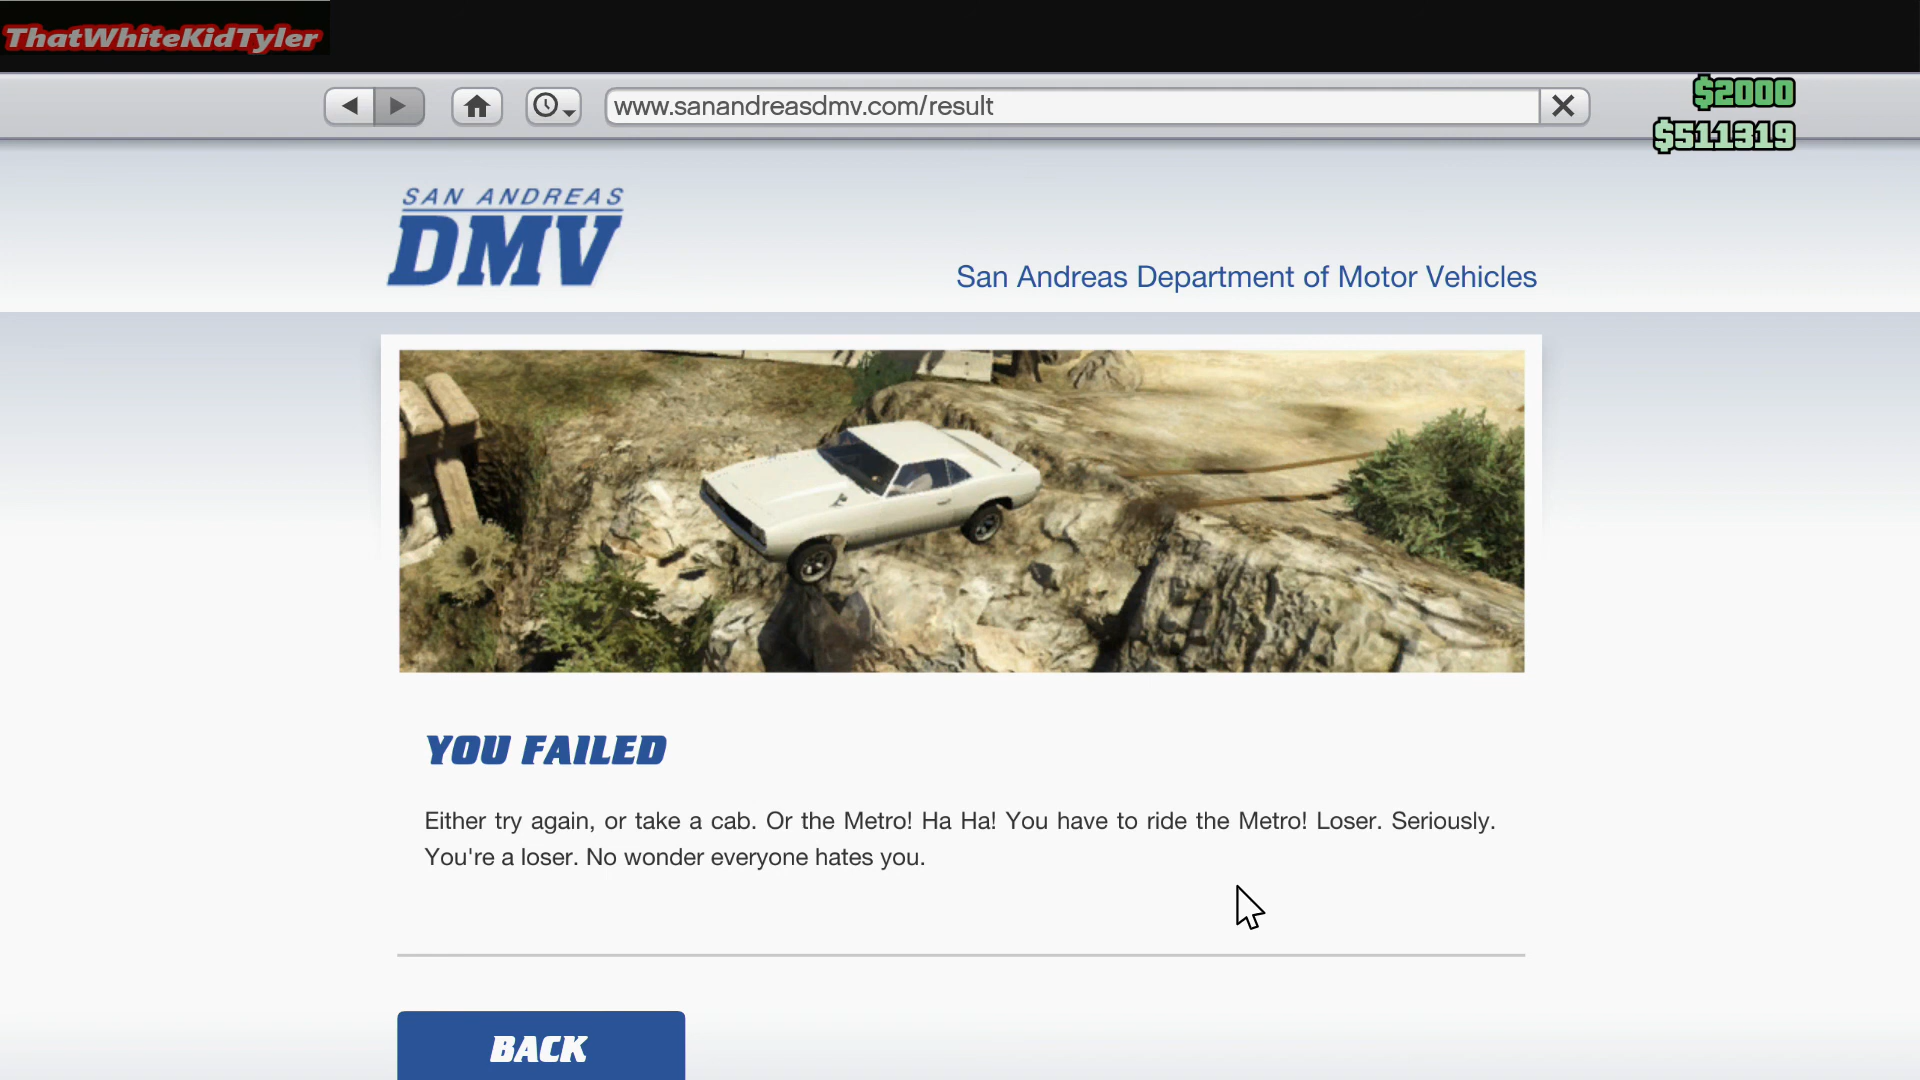 ThatWhiteKidTyler
www.sanandreasdmv.com/result
$2000
$511319
SAN ANDREAS
DMV
San Andreas Department of Motor Vehicles
YOU FAILED
Either try again, or take a cab. Or the Metro! Ha Ha! You have to ride the Metro! Loser. Seriously.
You're a loser. No wonder everyone hates you.
BACK